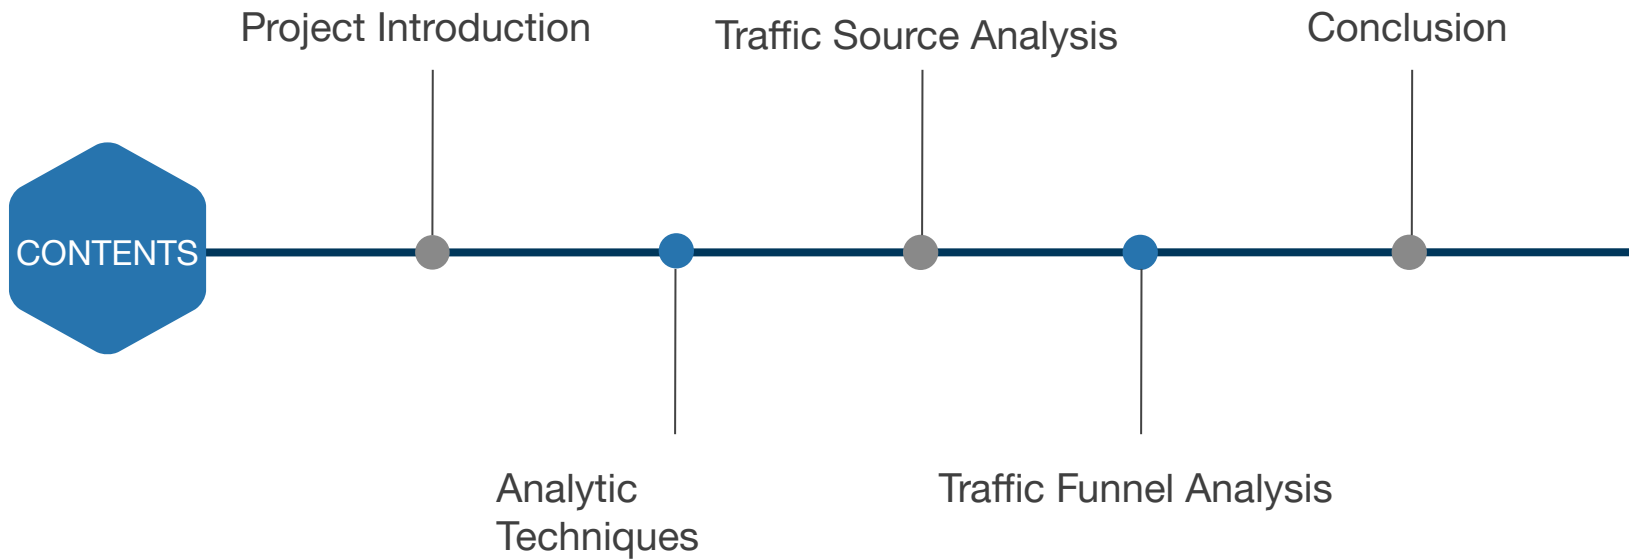 Project Introduction
Traffic Source Analysis
Conclusion
CONTENTS
Analytic
Techniques
Traffic Funnel Analysis